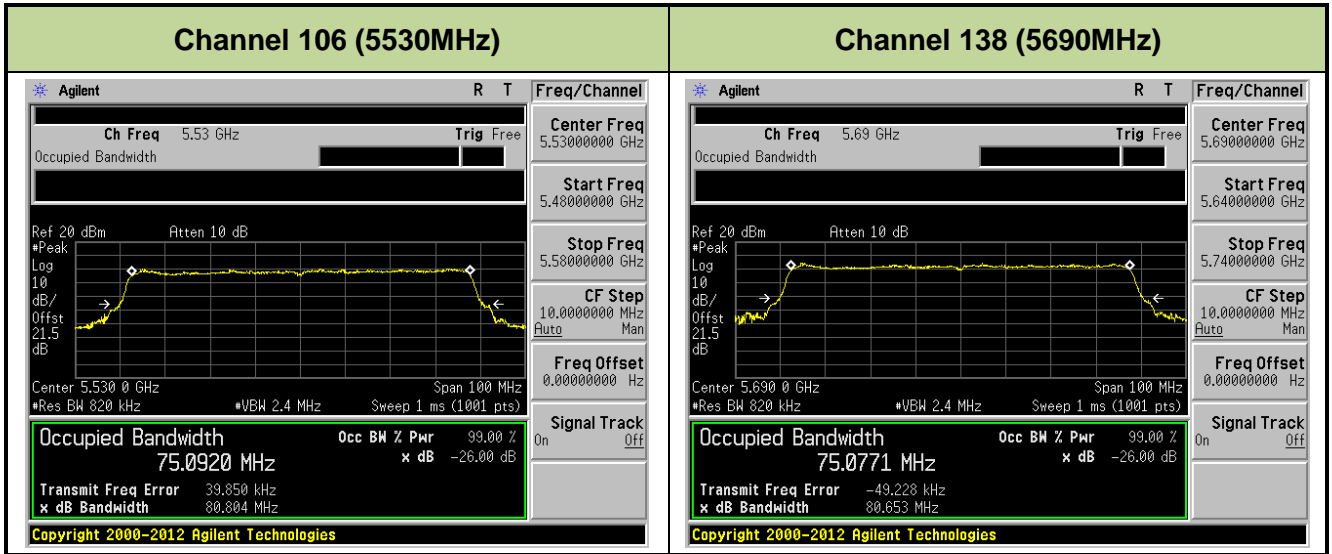 Channel 106 (5530MHz)
Agilent R T
Ch Freq 5.53 GHz Trig Free
Occupied Bandwidth
Ref 20 dBm Atten 10 dB
#Peak
Log
10
dB/
Offst
21.5
dB
Center 5.530 0 GHz Span 100 MHz
#Res BW 820 kHz #VBW 2.4 MHz Sweep 1 ms (1001 pts)
Occupied Bandwidth Occ BW % Pwr 99.00 %
75.0920 MHz x dB -26.00 dB
Transmit Freq Error 39.850 kHz
x dB Bandwidth 80.804 MHz
Copyright 2000-2012 Agilent Technologies
Freq/Channel
Center Freq
5.53000000 GHz
Start Freq
5.48000000 GHz
Stop Freq
5.58000000 GHz
CF Step
10.0000000 MHz
Auto Man
Freq Offset
0.00000000 Hz
Signal Track
On Off
Channel 138 (5690MHz)
Agilent R T
Ch Freq 5.69 GHz Trig Free
Occupied Bandwidth
Ref 20 dBm Atten 10 dB
#Peak
Log
10
dB/
Offst
21.5
dB
Center 5.690 0 GHz Span 100 MHz
#Res BW 820 kHz #VBW 2.4 MHz Sweep 1 ms (1001 pts)
Occupied Bandwidth Occ BW % Pwr 99.00 %
75.0771 MHz x dB -26.00 dB
Transmit Freq Error -49.228 kHz
x dB Bandwidth 80.653 MHz
Copyright 2000-2012 Agilent Technologies
Freq/Channel
Center Freq
5.69000000 GHz
Start Freq
5.64000000 GHz
Stop Freq
5.74000000 GHz
CF Step
10.0000000 MHz
Auto Man
Freq Offset
0.00000000 Hz
Signal Track
On Off